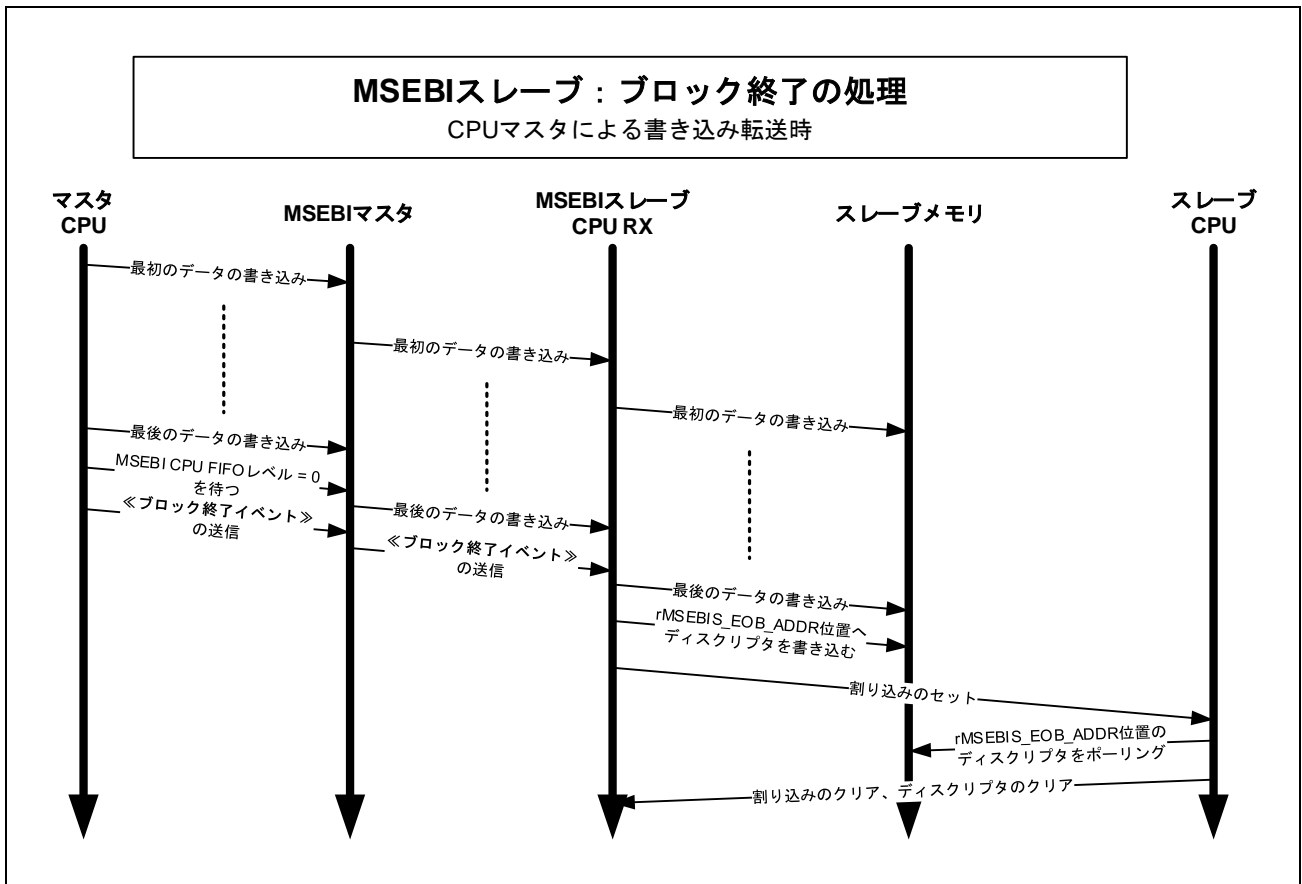 MSEBIスレーブ：ブロック終了の処理
CPUマスタによる書き込み転送時
マスタ
CPU
MSEBIマスタ
MSEBIスレーブ
CPU RX
スレーブメモリ
スレーブ
CPU
最初のデータの書き込み
最初のデータの書き込み
最初のデータの書き込み
最後のデータの書き込み
MSEBI CPU FIFOレベル = 0
を待つ
≪ブロック終了イベント≫
の送信
最後のデータの書き込み
≪ブロック終了イベント≫
の送信
最後のデータの書き込み
rMSEBIS_EOB_ADDR位置へ
ディスクリプタを書き込む
割り込みのセット
rMSEBIS_EOB_ADDR位置の
ディスクリプタをポーリング
割り込みのクリア、ディスクリプタのクリア